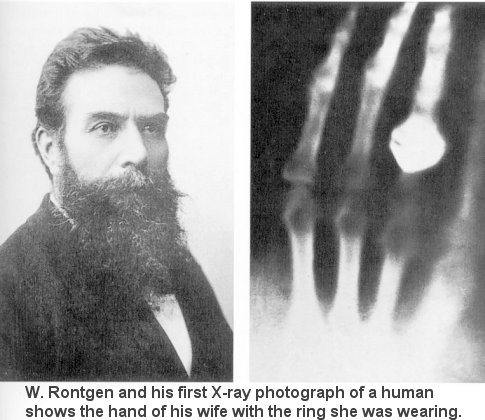 W. Rontgen and his first X-ray photograph of a human
shows the hand of his wife with the ring she was wearing.